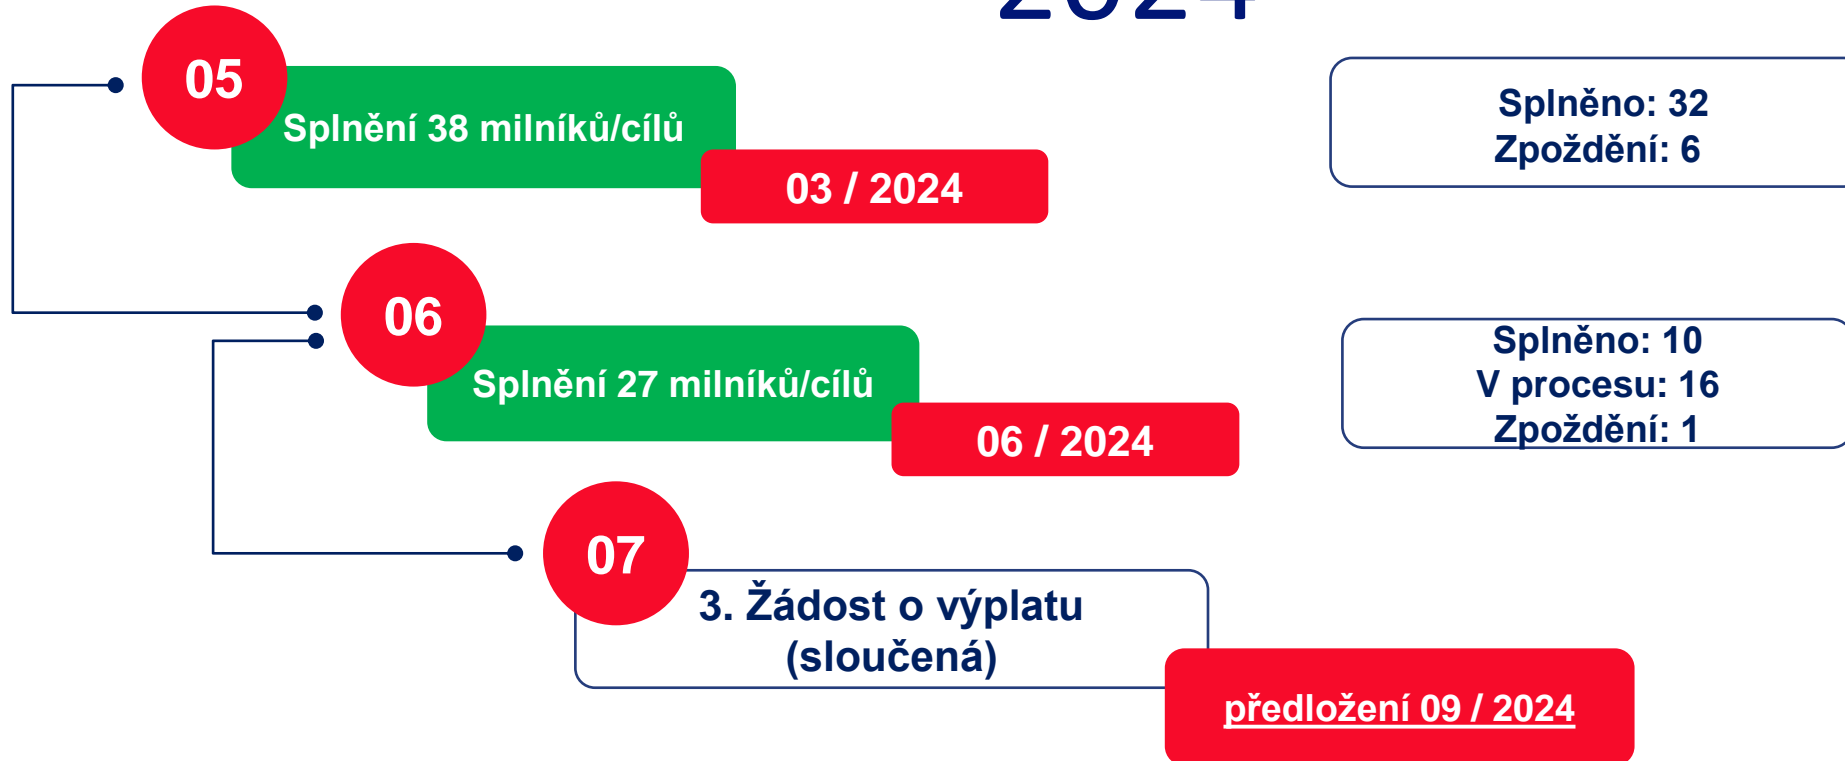 2024
05
Splnění 38 milníků/cílů
03 / 2024
Splněno: 32
Zpoždění: 6
06
Splnění 27 milníků/cílů
06 / 2024
Splněno: 10
V procesu: 16
Zpoždění: 1
07
3. Žádost o výplatu
(sloučená)
předložení 09 / 2024